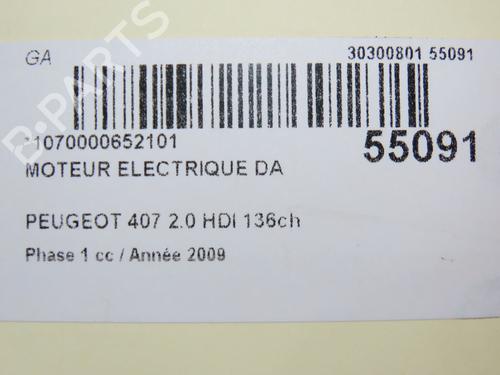 GA
30300801 55091
*1070000652101
55091
MOTEUR ELECTRIQUE DA
PEUGEOT 407 2.0 HDI 136ch
Phase 1 cc / Année 2009
B-PARTS